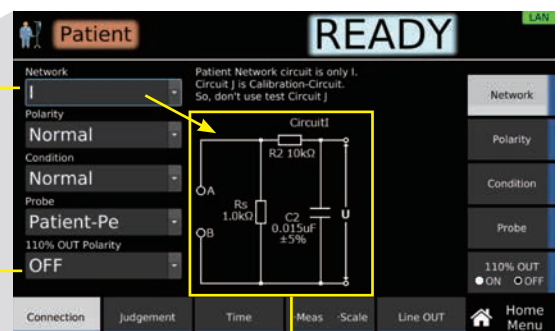 LAN
Patient
READY
Network
I
Patient Network circuit is only I.
Circuit J is Calibration-Circuit.
So, don't use test Circuit J
Polarity
Normal
Condition
Normal
Probe
Patient-Pe
110% OUT Polarity
OFF
CircuitI
R2 10kΩ
A
Rs
1.0kΩ
C2
0.015uF
±5%
U
B
Network
Polarity
Condition
Probe
110% OUT
ON OFF
Connection
Judgement
Time
-Meas -Scale
Line OUT
Home
Menu